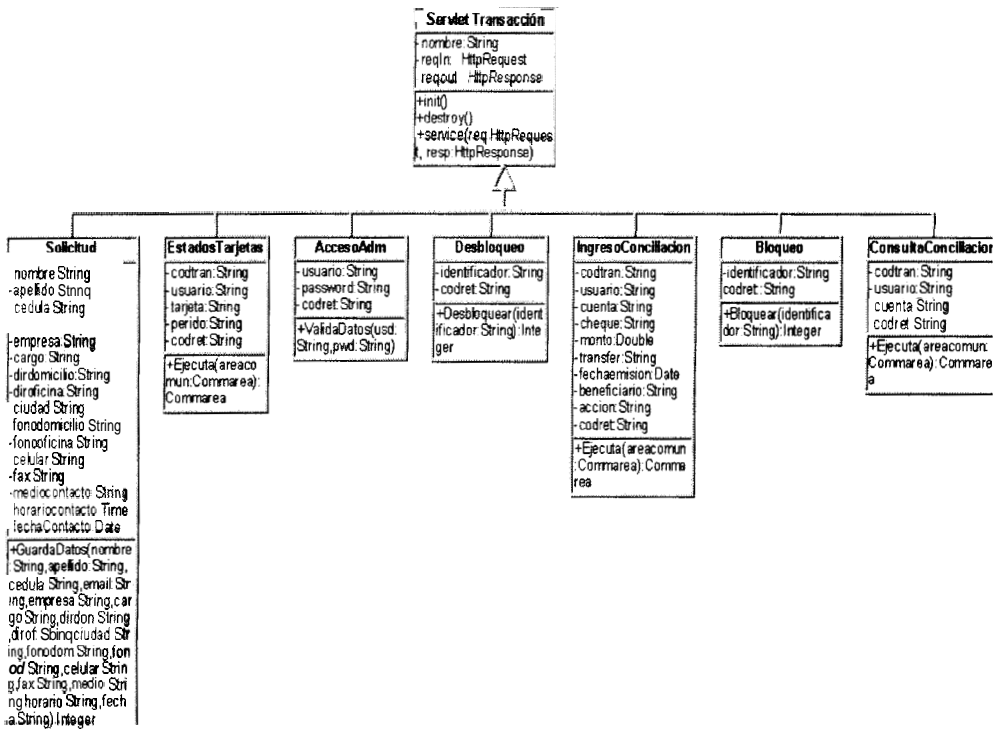 Servlet Transacción
-nombre:String
-reqIn: HttpRequest
reqout HttpResponse
+init()
+destroy()
+service(req HttpReques
t, resp:HttpResponse)
Solicitud
nombre String
-apellido String
cedula String
-empresa:String
-cargo:String
-dirdomicilio:String
-diroficina:String
ciudad String
fonodomicilio String
-fonooficina String
celular String
-fax String
-mediocontacto String
horariocontacto Time
fechaContacto Date
+GuardaDatos(nombre
:String,apellido:String,
cedula String,email:Str
ing,empresa String,car
go String,dirdon String
,dirof:
ciudad Str
ing,fonodom String,fon
od String,celular Strin
g,fax String,medio Stri
ng horario String,fech
a String) Integer
EstadosTarjetas
-codtran:String
-usuario:String
-tarjeta:String
-perido:String
-codret:String
+Ejecuta(areaco
mun:Commarea):
Commarea
AccesoAdm
-usuario:String
-password:String
-codret:String
+ValidaDatos(usd:
String,pwd:String)
Desbloqueo
-identificador:String
-codret:String
+Desbloquear(ident
ificador String): Inte
ger
IngresoConciliacion
-codtran:String
-usuario:String
-cuenta:String
-cheque:String
-monto:Double
-transfer:String
-fechaemision:Date
-beneficiario:String
-accion:String
-codret:String
+Ejecuta(areacomun
:Commarea):Comma
rea
Bloqueo
-identificador:String
codret:String
+Bloquear(identifica
dor String):Integer
ConsultaConciliacion
-codtran:String
-usuario:String
cuenta String
codret String
+Ejecuta(areacomun:
Commarea):Commare
a